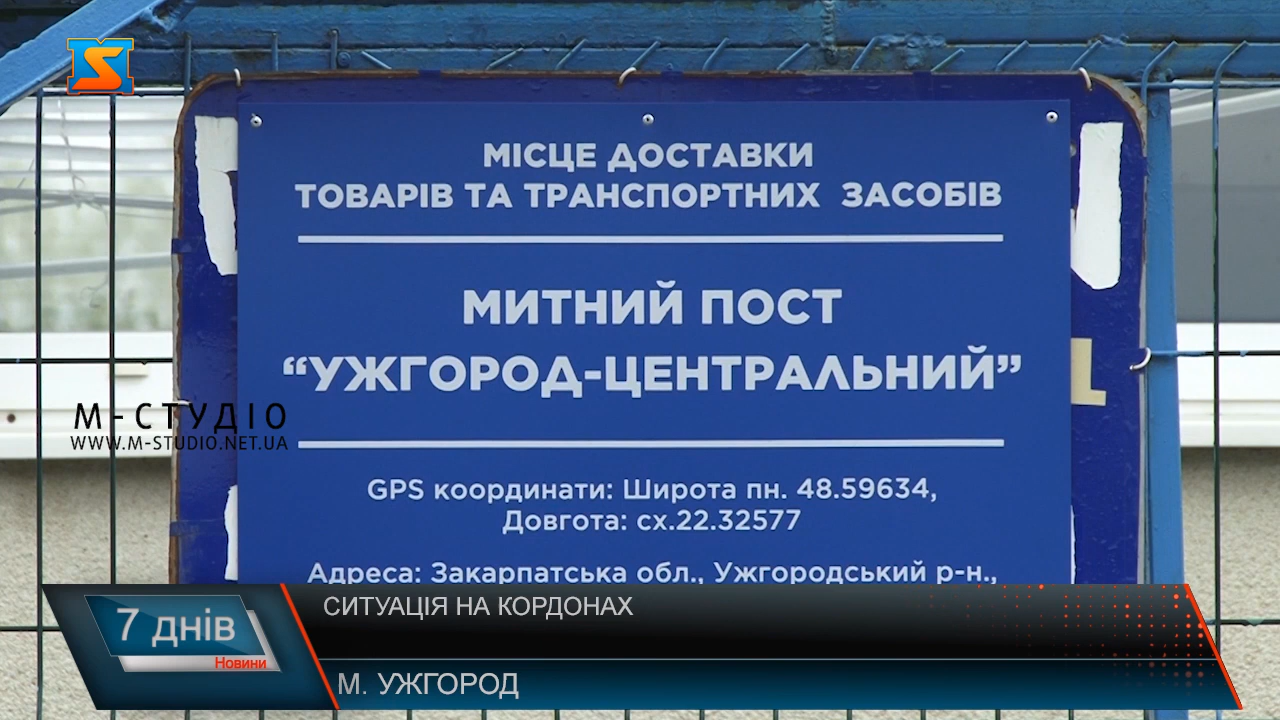 МІСЦЕ ДОСТАВКИ
ТОВАРІВ ТА ТРАНСПОРТНИХ ЗАСОБІВ
МИТНИЙ ПОСТ
“УЖГОРОД-ЦЕНТРАЛЬНИЙ”
М-СТУДІО
WWW.M-STUDIO.NET.UA
GPS координати: Широта пн. 48.59634,
Довгота: сх.22.32577
Адреса: Закарпатська обл., Ужгородський р-н.,
7 днів
Новини
СИТУАЦІЯ НА КОРДОНАХ
М. УЖГОРОД